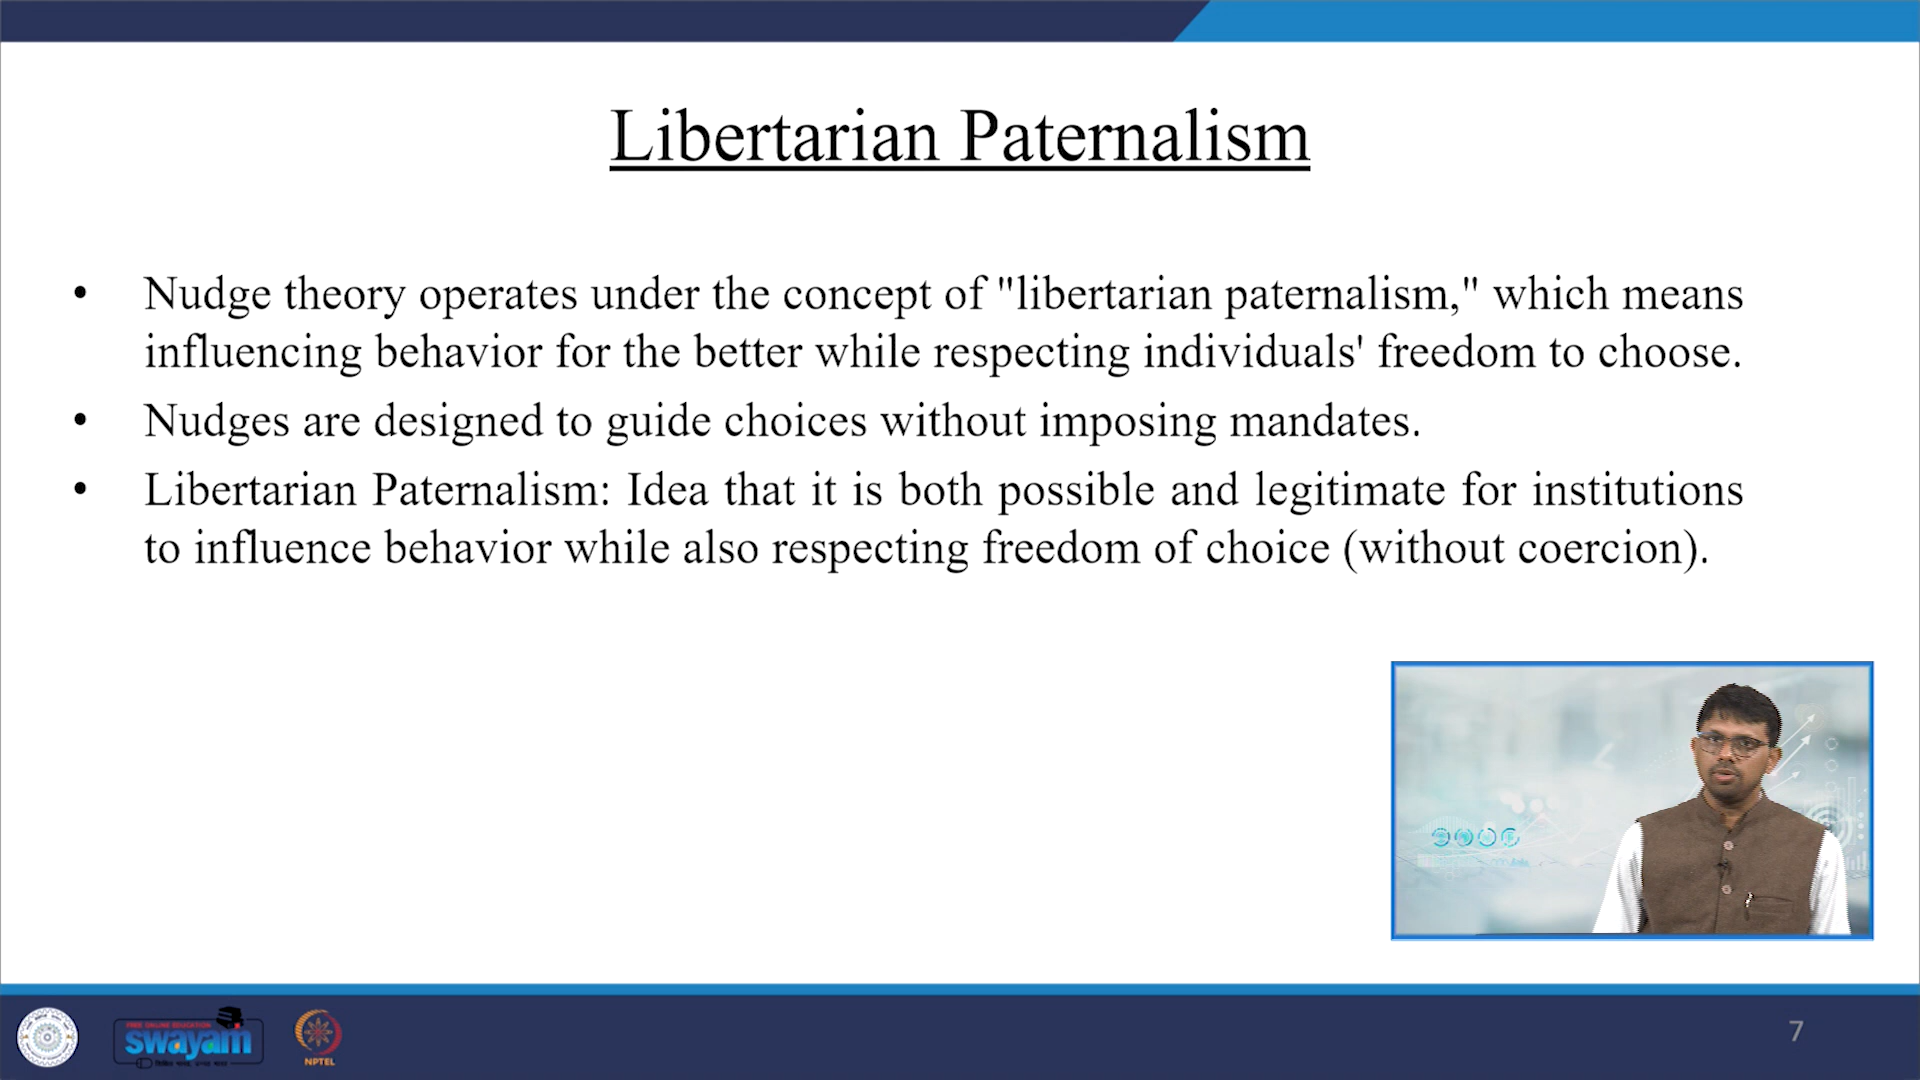 Libertarian Paternalism
• Nudge theory operates under the concept of "libertarian paternalism," which means
influencing behavior for the better while respecting individuals' freedom to choose.
• Nudges are designed to guide choices without imposing mandates.
• Libertarian Paternalism: Idea that it is both possible and legitimate for institutions
to influence behavior while also respecting freedom of choice (without coercion).
FREE ONLINE EDUCATION
swayam
NPTEL
7